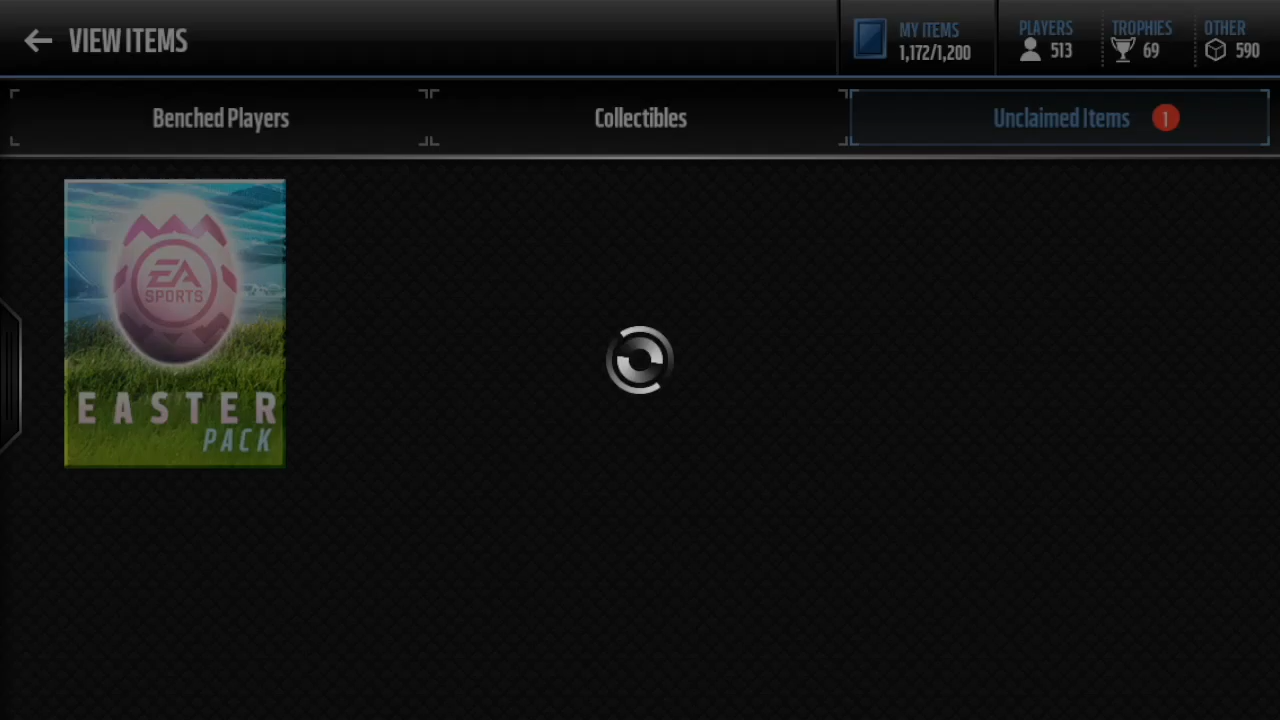 VIEW ITEMS
MY ITEMS
1,172/1,200
PLAYERS
513
TROPHIES
69
OTHER
590
Benched Players
Collectibles
Unclaimed Items
1
EA
SPORTS
EASTER
PACK